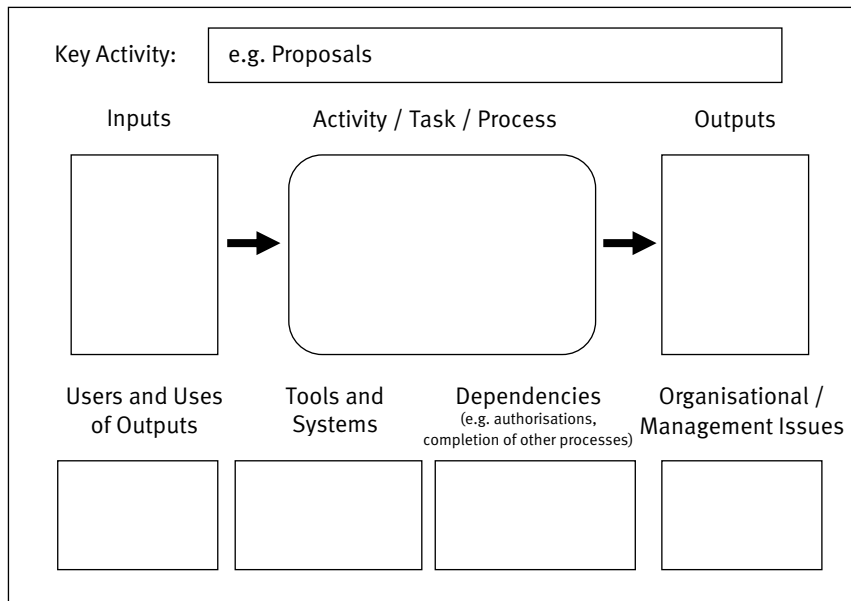 Key Activity:
e.g. Proposals
Inputs
Activity / Task / Process
Outputs
Users and Uses
of Outputs
Tools and
Systems
Dependencies
(e.g. authorisations,
completion of other processes)
Organisational /
Management Issues